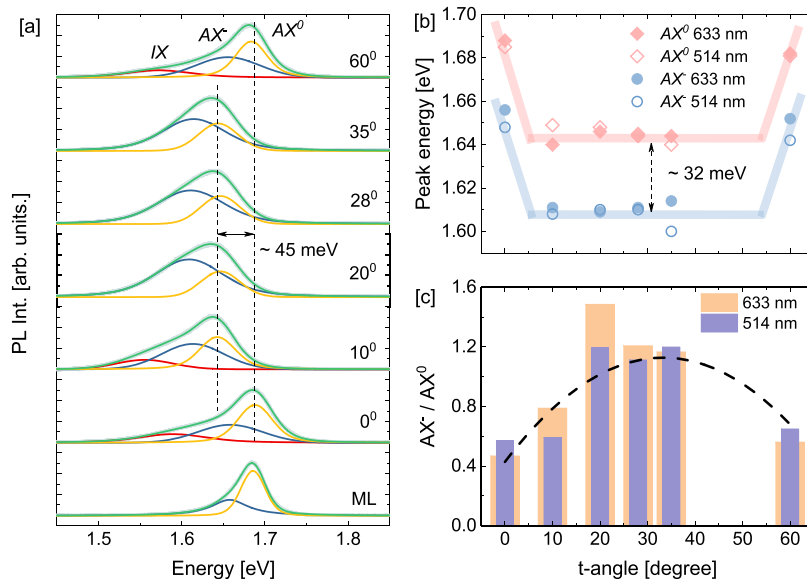 [a]
IX
AX-
AX0
60⁰
35⁰
28⁰
20⁰
10⁰
0⁰
ML
~ 45 meV
PL Int. [arb. units.]
1.5
1.6
1.7
1.8
Energy [eV]
[b]
1.70
1.68
1.64
1.60
Peak energy [eV]
AX⁰ 633 nm
AX⁰ 514 nm
AX- 633 nm
AX- 514 nm
~ 32 meV
[c]
1.6
1.2
0.8
0.4
0.0
AX- / AX⁰
633 nm
514 nm
0
10
20
30
40
50
60
t-angle [degree]